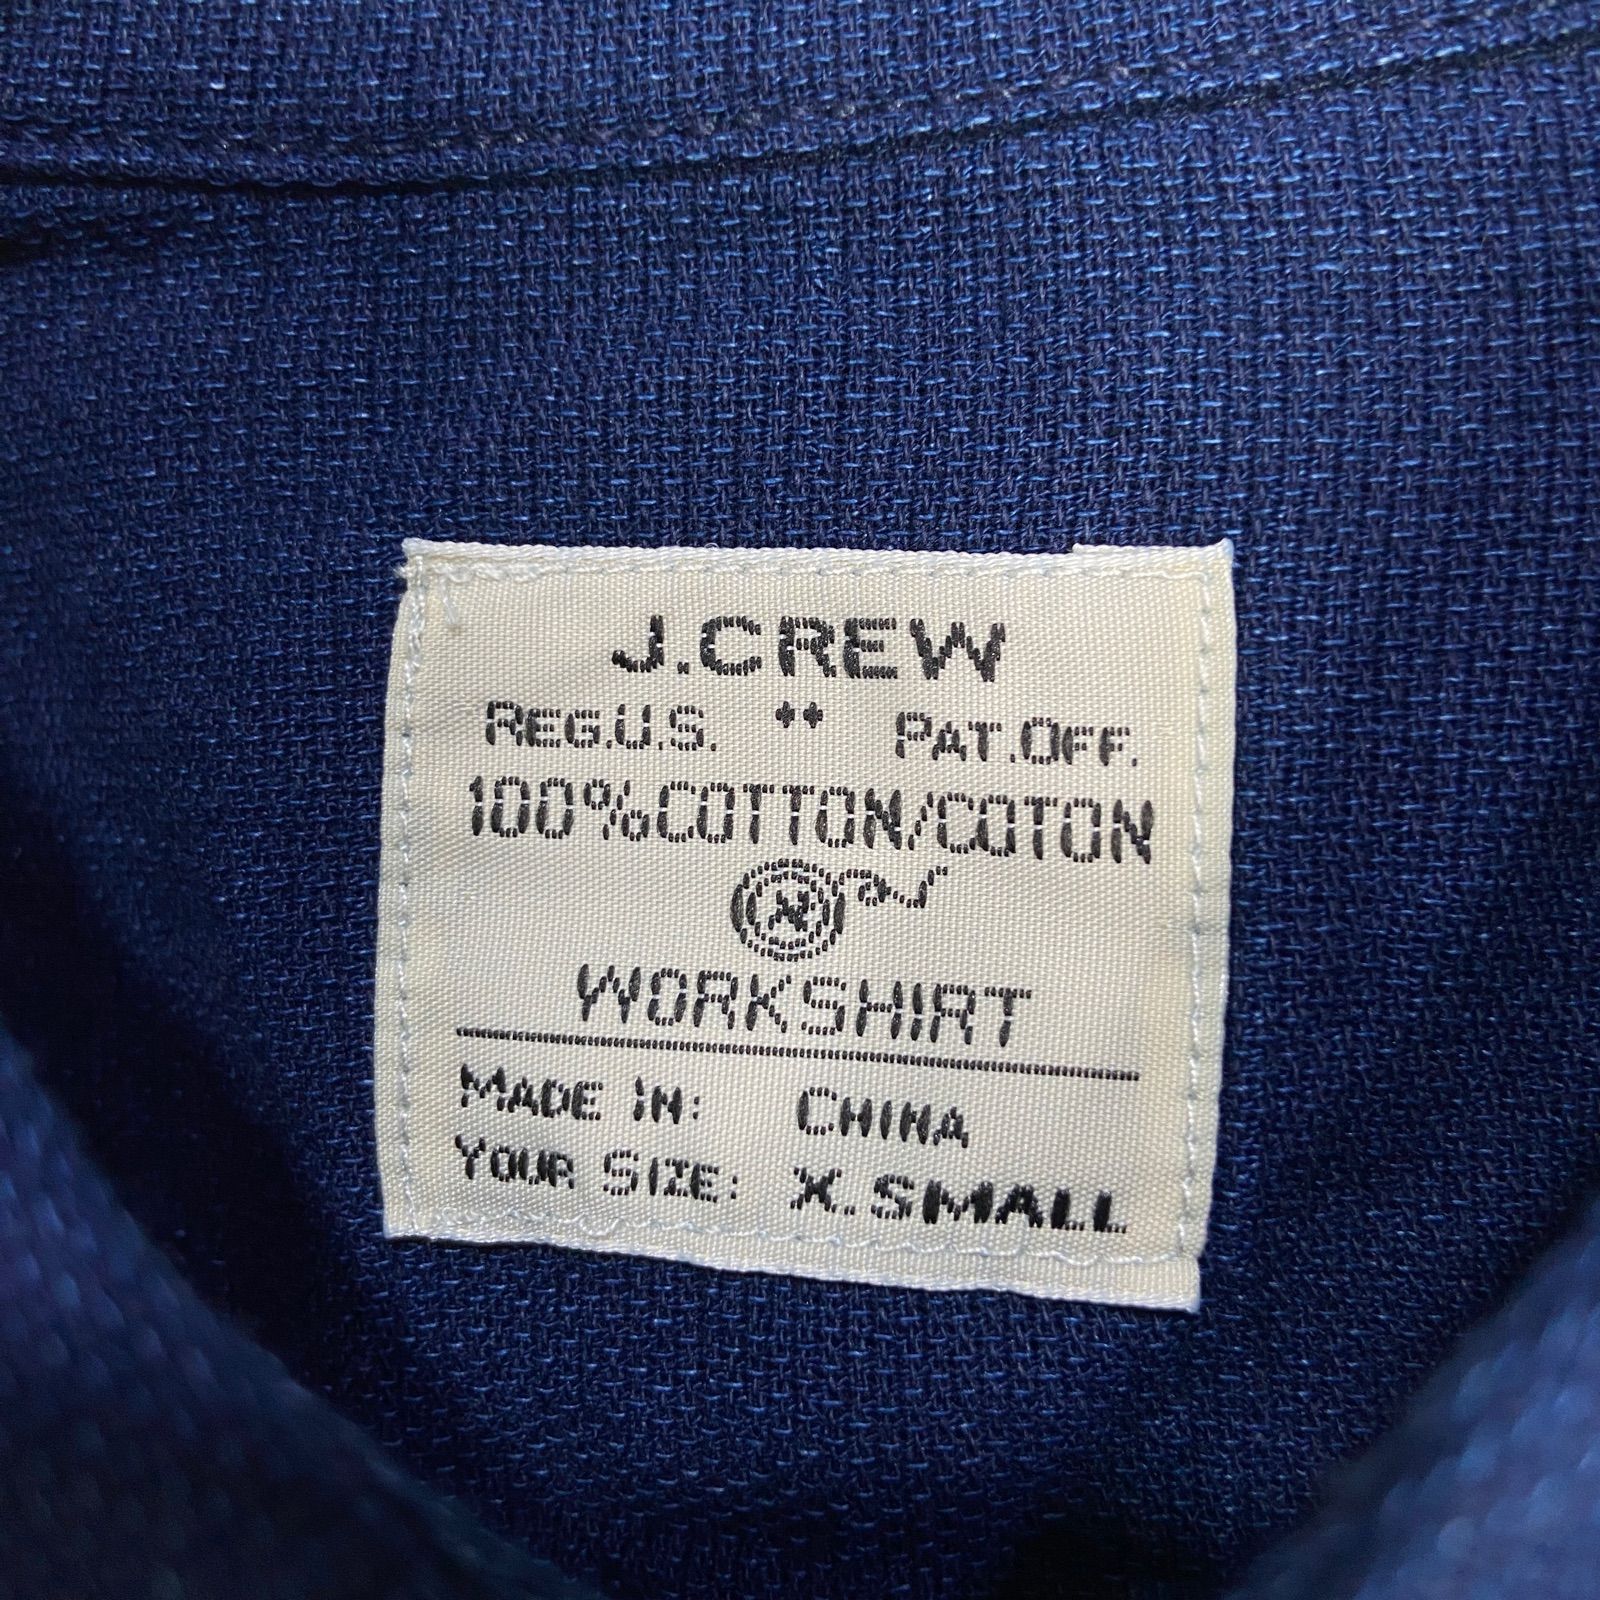 J.CREW
REG.U.S. " PAT.OFF.
100%COTTON/COTON
WORKSHIRT
MADE IN: CHINA
YOUR SIZE: X.SMALL